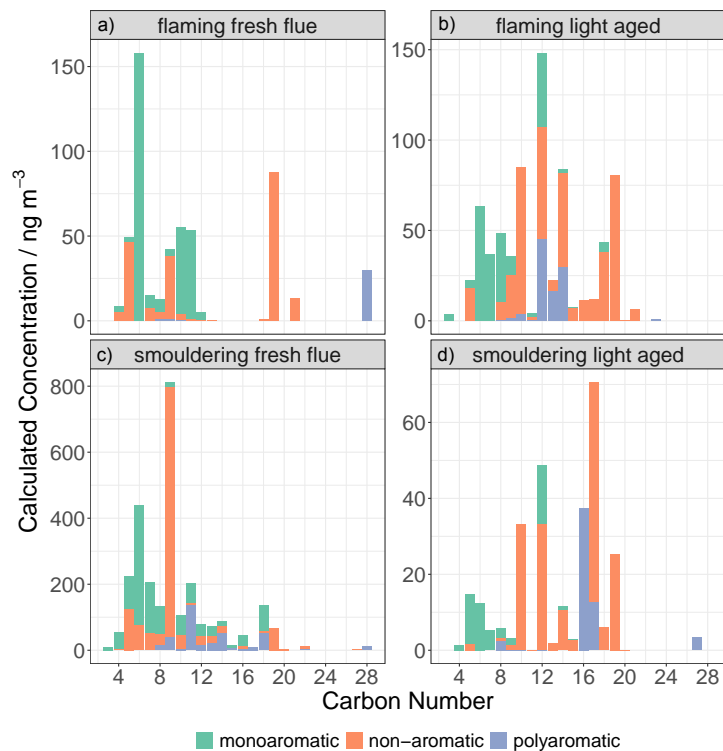 a) flaming fresh flue
b) flaming light aged
150
100
50
0
150
100
50
0
c) smouldering fresh flue
d) smouldering light aged
800
600
400
200
0
60
40
20
0
4 8 12 16 20 24 28
4 8 12 16 20 24 28
Calculated Concentration / ng m−3
Carbon Number
monoaromatic non−aromatic polyaromatic